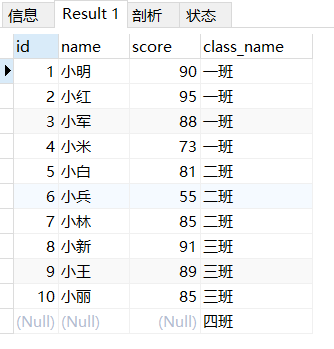 信息 Result 1 剖析 状态
id name score class_name
1 小明 90 一班
2 小红 95 一班
3 小军 88 一班
4 小米 73 一班
5 小白 81 二班
6 小兵 55 二班
7 小林 85 二班
8 小新 91 三班
9 小王 89 三班
10 小丽 85 三班
(Null) (Null) (Null) 四班